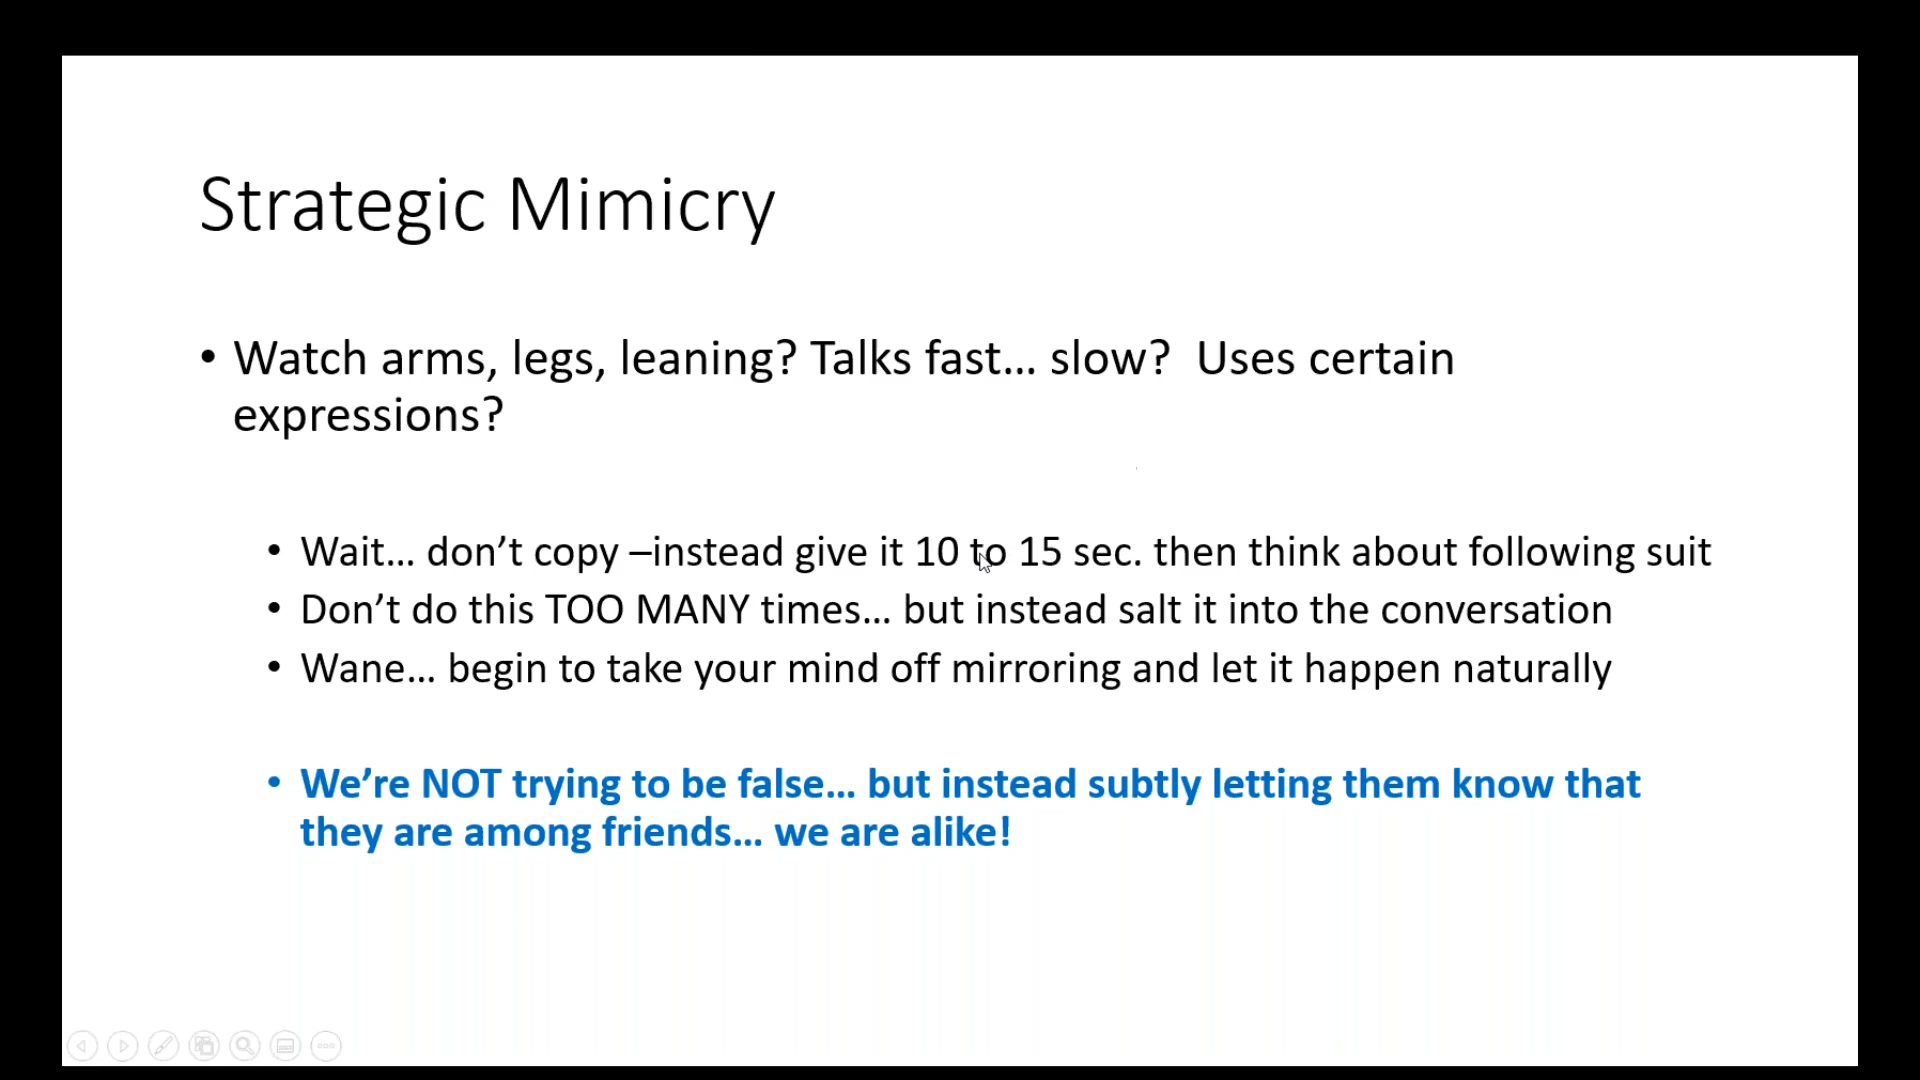 Strategic Mimicry
• Watch arms, legs, leaning? Talks fast… slow?  Uses certain
expressions?
• Wait… don’t copy –instead give it 10 to 15 sec. then think about following suit
• Don’t do this TOO MANY times… but instead salt it into the conversation
• Wane… begin to take your mind off mirroring and let it happen naturally
• We’re NOT trying to be false… but instead subtly letting them know that
they are among friends… we are alike!